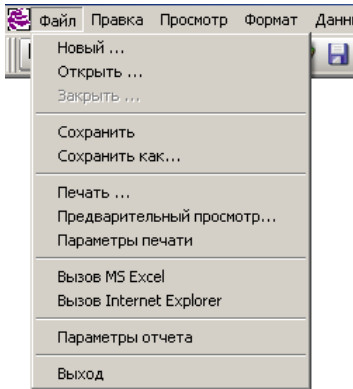 Файл Правка Просмотр Формат
Новый ...
Открыть ...
Закрыть ...
Сохранить
Сохранить как...
Печать ...
Предварительный просмотр...
Параметры печати
Вызов MS Excel
Вызов Internet Explorer
Параметры отчета
Выход